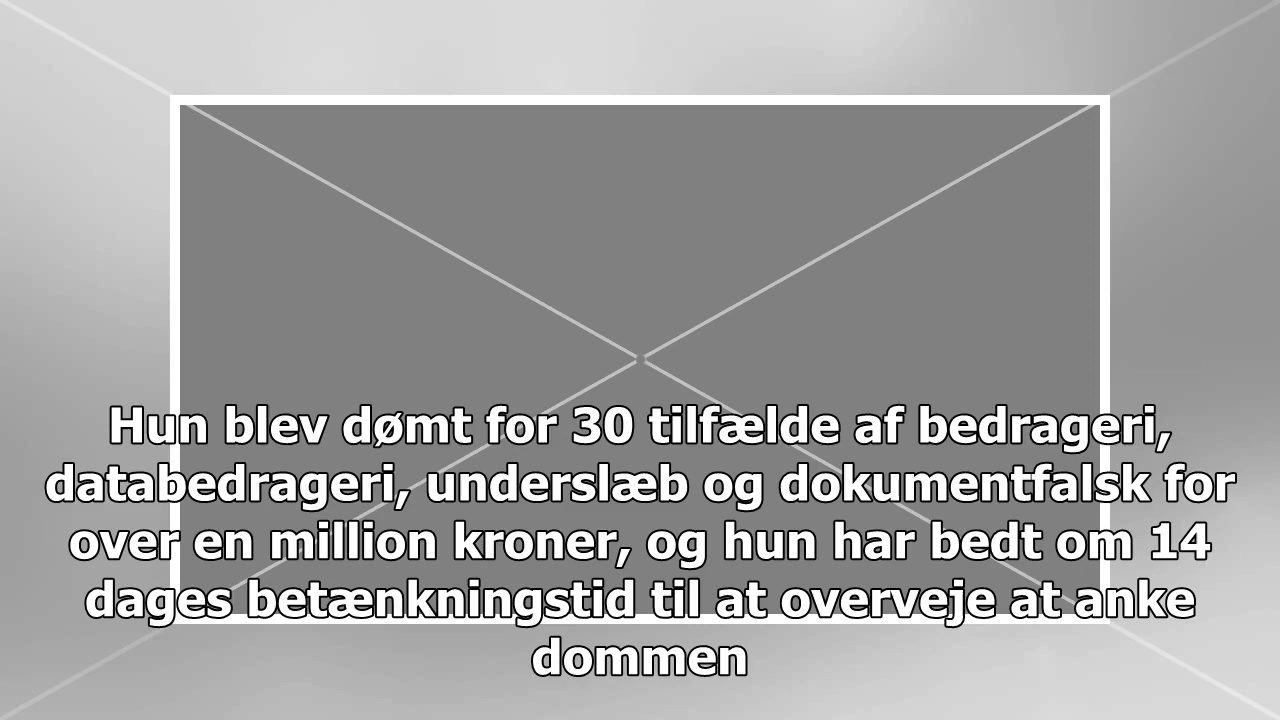 Hun blev dømt for 30 tilfælde af bedrageri,
databedrageri, underslæb og dokumentfalsk for
over en million kroner, og hun har bedt om 14
dages betænkningstid til at overveje at anke
dommen